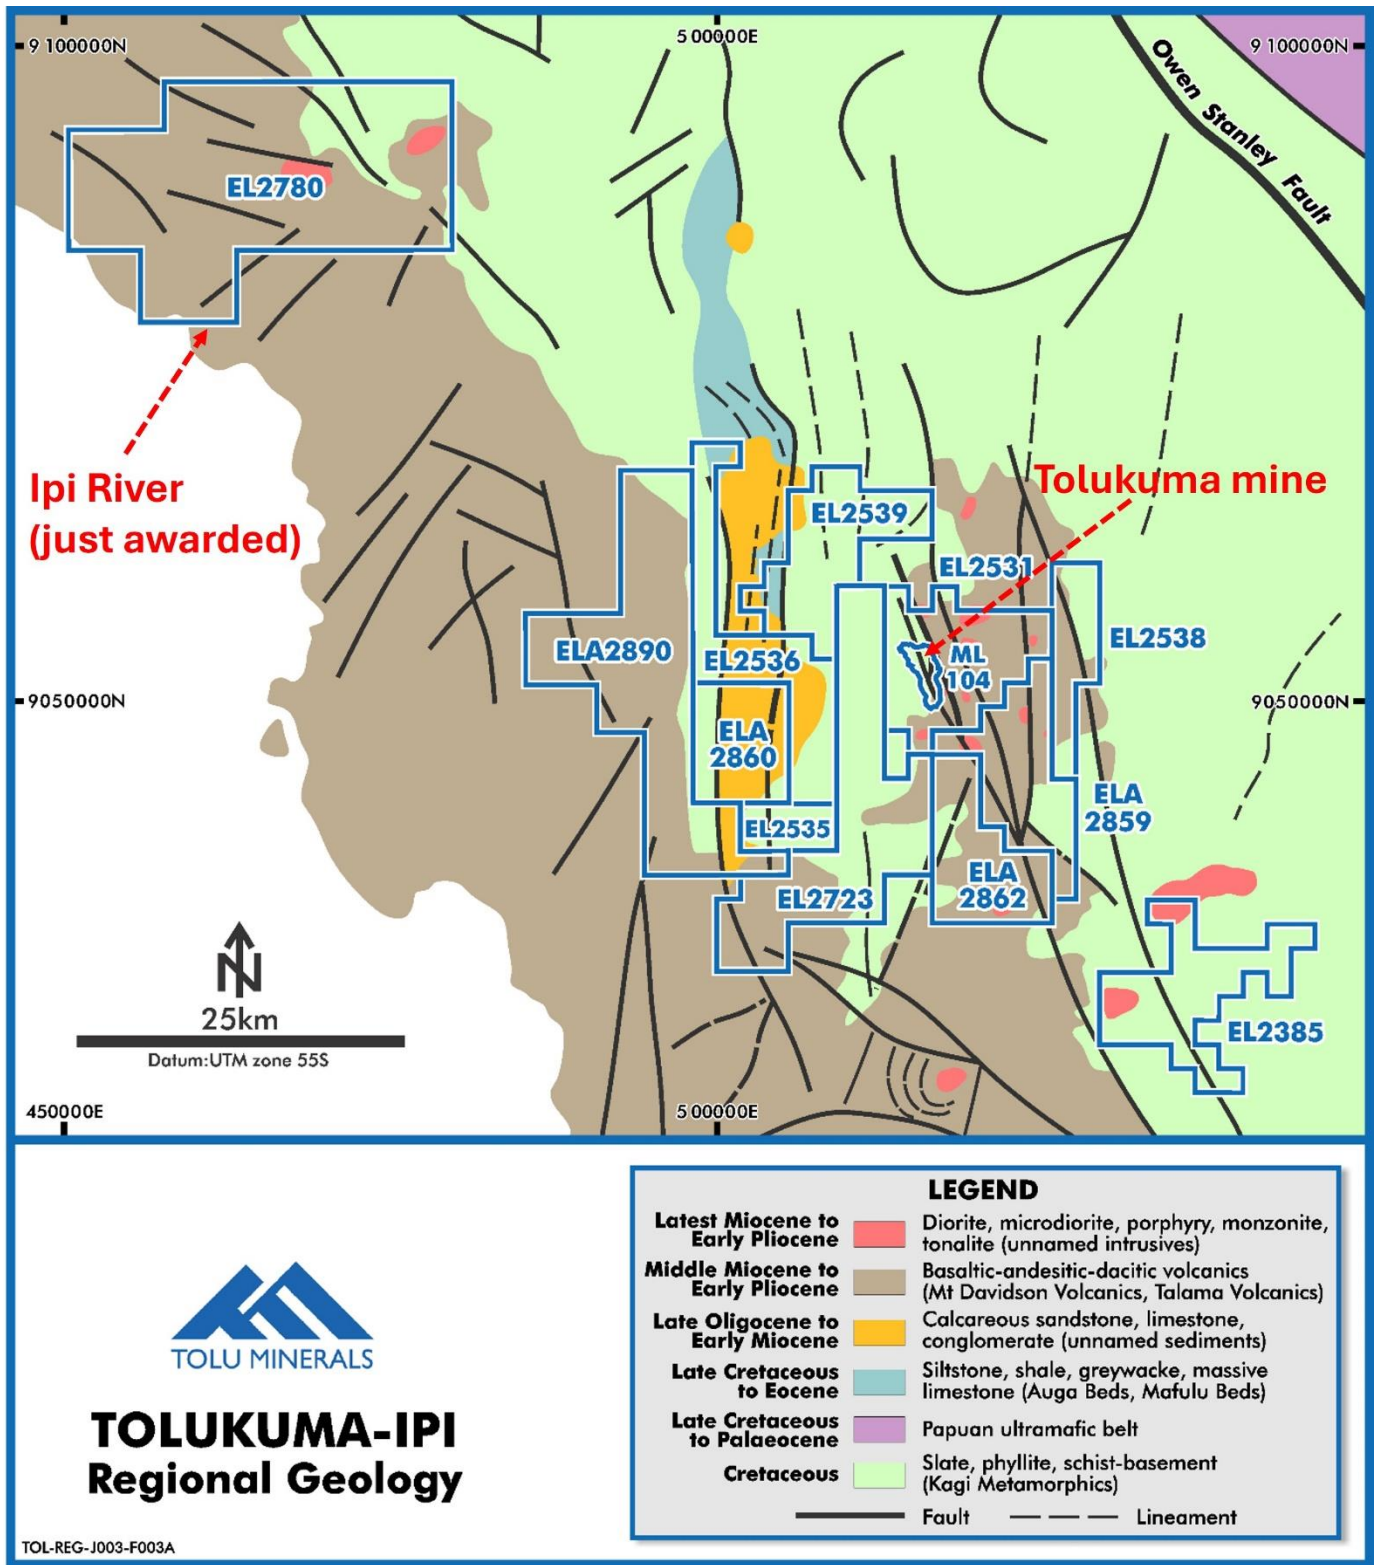 9 100000N
500000E
9 100000N
Owen Stanley Fault
EL2780
Ipi River
(just awarded)
Tolukuma mine
EL2539
EL2531
EL2538
ELA2890
EL2536
ML
104
9050000N
9050000N
ELA
2860
ELA
2859
EL2535
ELA
2862
EL2723
N
25km
Datum:UTM zone 55S
EL2385
450000E
500000E
TOLU MINERALS
TOLUKUMA-IPI
Regional Geology
TOL-REG-J003-F003A
LEGEND
Latest Miocene to
Early Pliocene
Diorite, microdiorite, porphyry, monzonite,
tonalite (unnamed intrusives)
Middle Miocene to
Early Pliocene
Basaltic-andesitic-dacitic volcanics
(Mt Davidson Volcanics, Talama Volcanics)
Late Oligocene to
Early Miocene
Calcareous sandstone, limestone,
conglomerate (unnamed sediments)
Late Cretaceous
to Eocene
Siltstone, shale, greywacke, massive
limestone (Auga Beds, Mafulu Beds)
Late Cretaceous
to Palaeocene
Papuan ultramafic belt
Cretaceous
Slate, phyllite, schist-basement
(Kagi Metamorphics)
Fault
Lineament